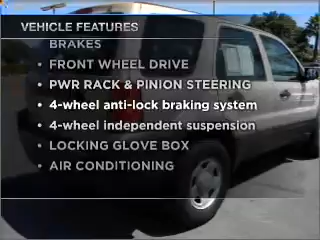 VEHICLE FEATURES
BRAKES
• FRONT WHEEL DRIVE
• PWR RACK & PINION STEERING
• 4-wheel anti-lock braking system
• 4-wheel independent suspension
• LOCKING GLOVE BOX
• AIR CONDITIONING